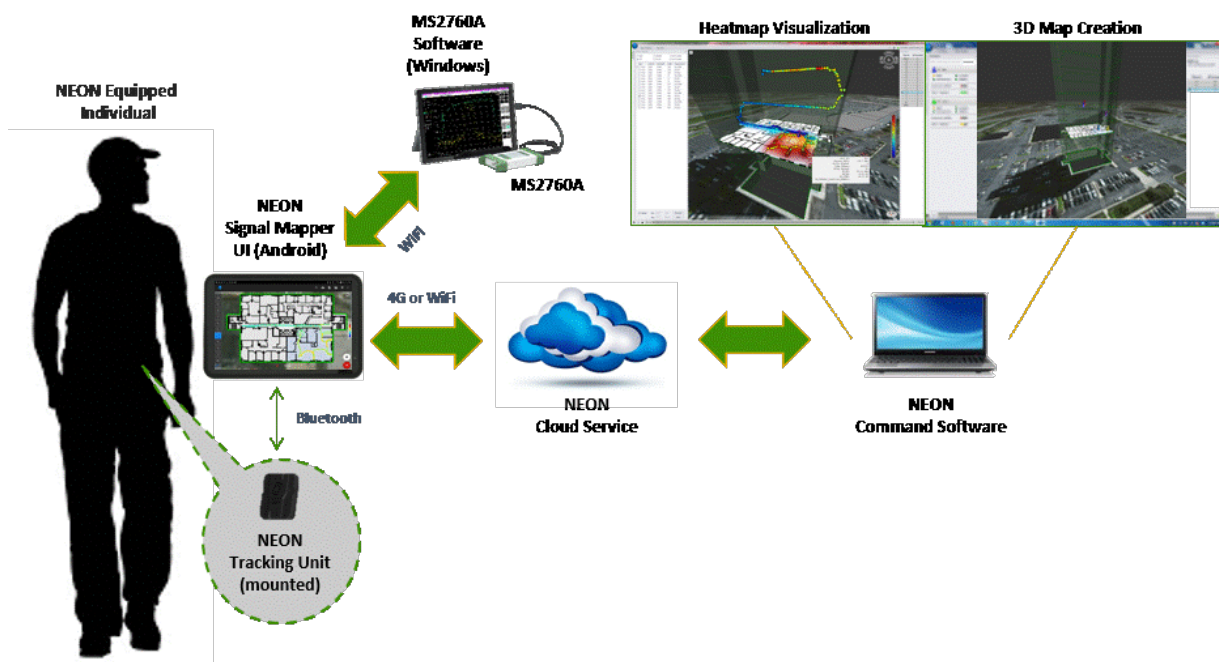 MS2760A
Software
(Windows)
Heatmap Visualization
3D Map Creation
NEON Equipped
Individual
MS2760A
NEON
Signal Mapper
UI (Android)
WiFi
4G or WiFi
Bluetooth
NEON
Cloud Service
NEON
Command Software
NEON
Tracking Unit
(mounted)